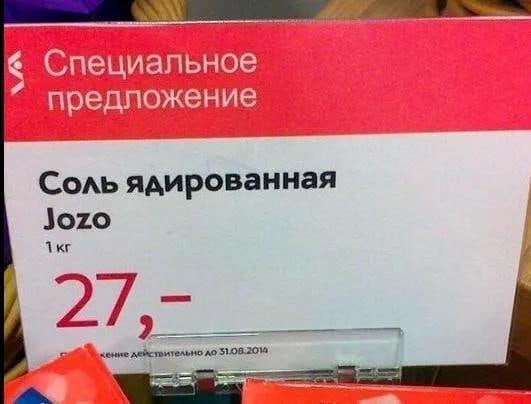 Специальное
предложение
Соль ядированная
Jozo
1 кг
27,–
действительно до 31.08.2014